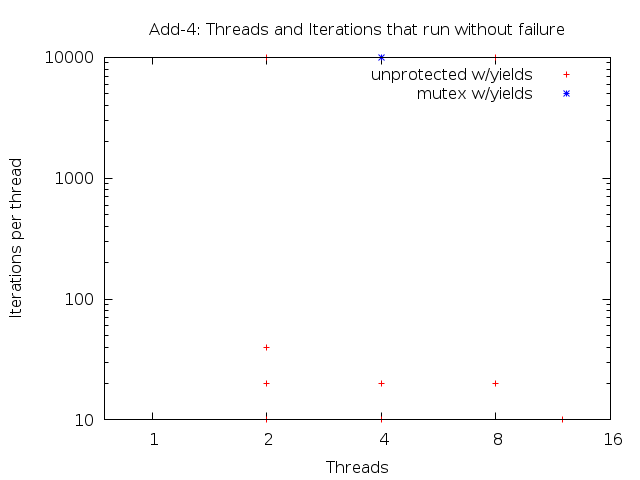 Add-4: Threads and Iterations that run without failure
10000
unprotected w/yields
mutex w/yields
1000
Iterations per thread
100
10
1 2 4 8 16
Threads